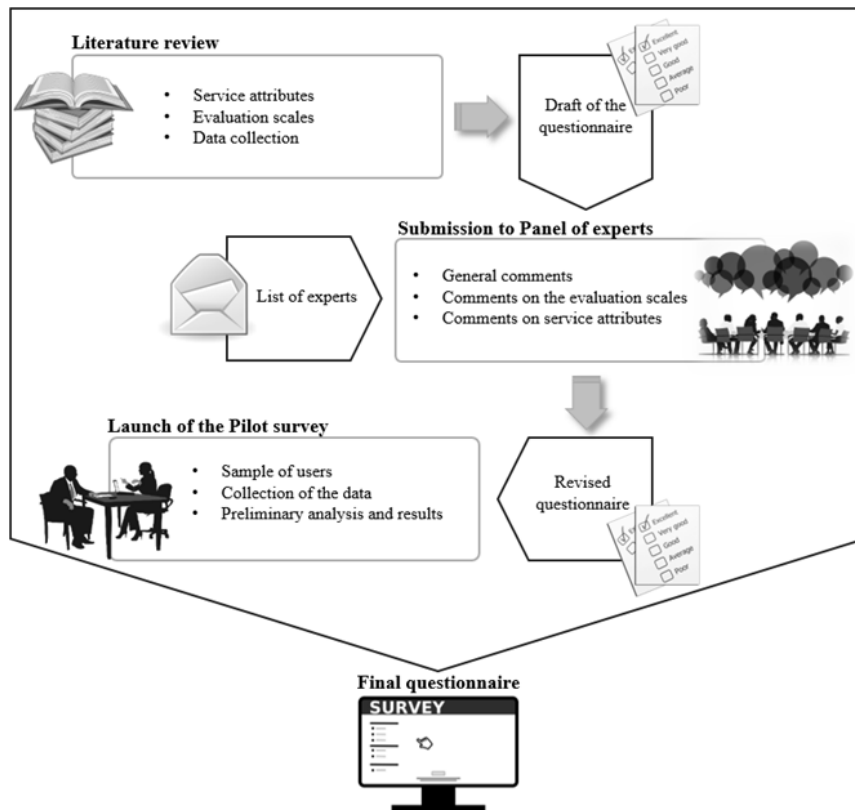 Literature review
• Service attributes
• Evaluation scales
• Data collection
Draft of the
questionnaire
Excellent
Very good
Good
Average
Poor
Submission to Panel of experts
List of experts
• General comments
• Comments on the evaluation scales
• Comments on service attributes
Launch of the Pilot survey
• Sample of users
• Collection of the data
• Preliminary analysis and results
Revised
questionnaire
Excellent
Very good
Good
Average
Poor
Final questionnaire
SURVEY